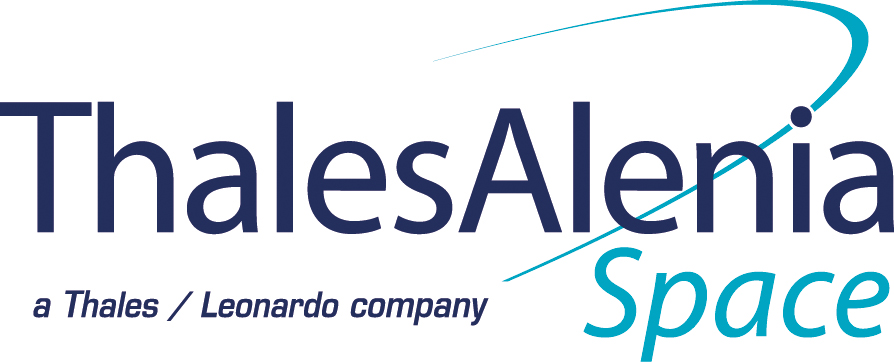 ThalesAlenia
Space
a Thales / Leonardo company